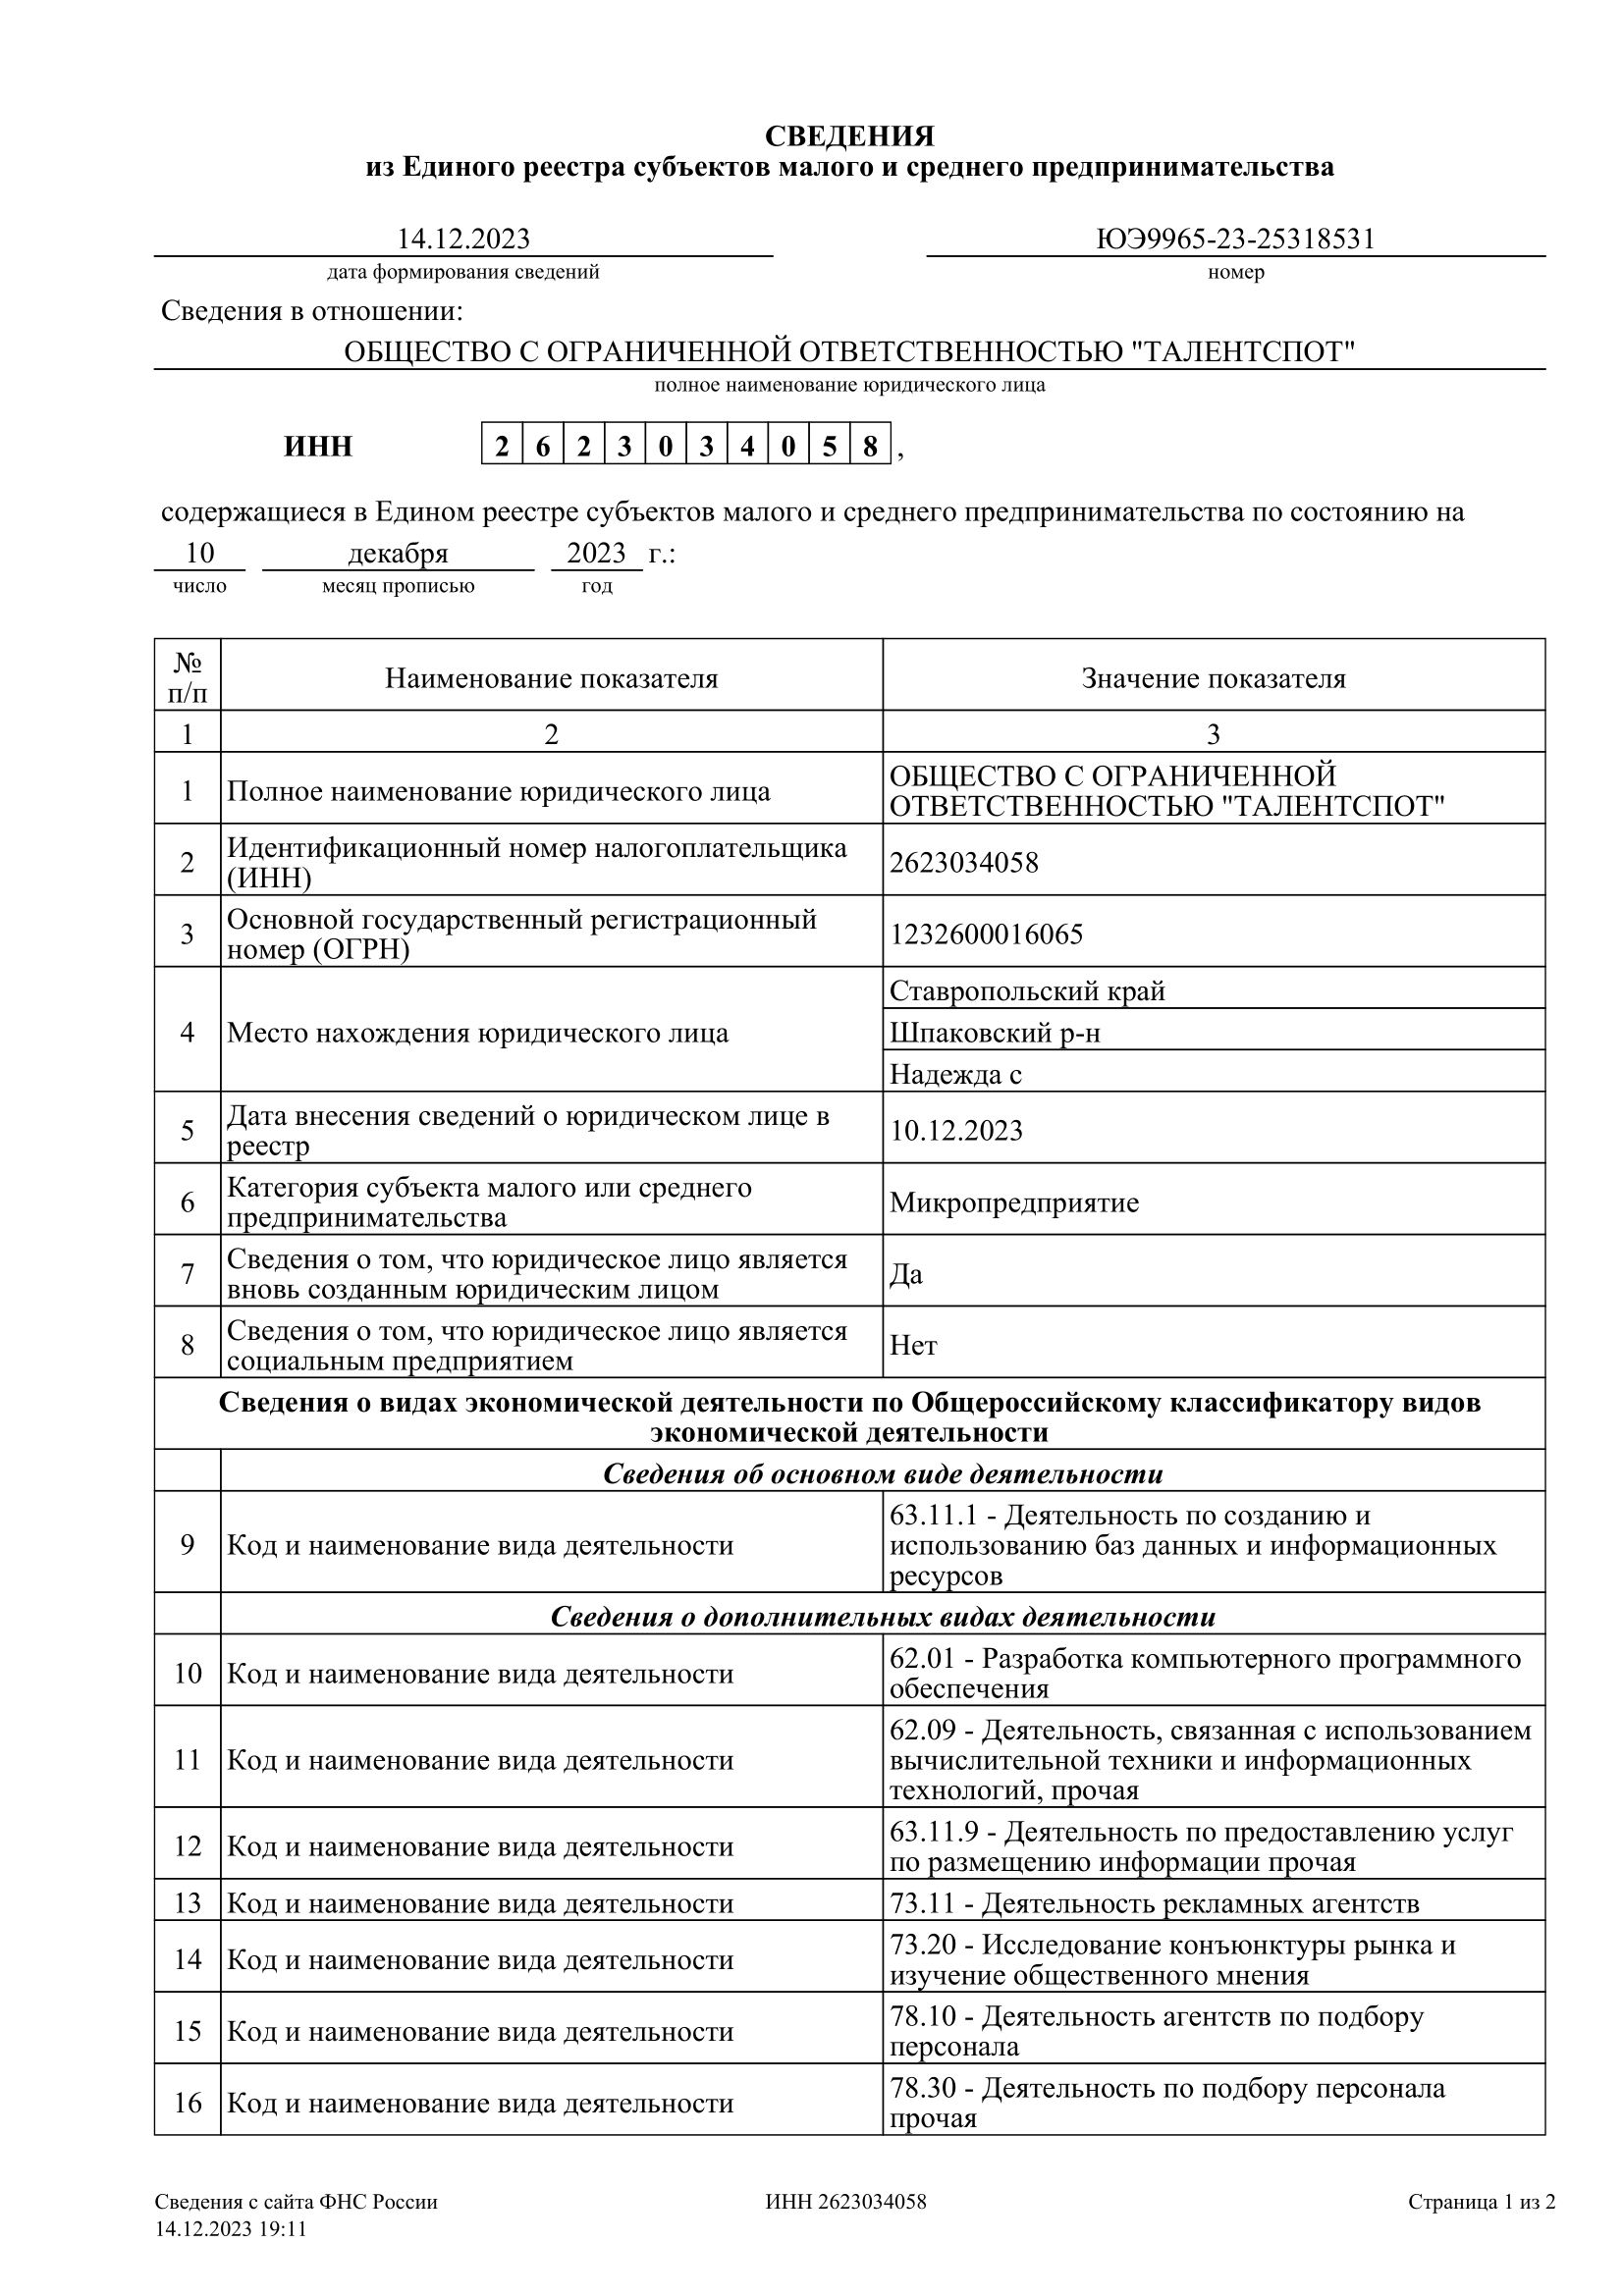 СВЕДЕНИЯ
из Единого реестра субъектов малого и среднего предпринимательства
14.12.2023
ЮЭ9965-23-25318531
дата формирования сведений
номер
Сведения в отношении:
ОБЩЕСТВО С ОГРАНИЧЕННОЙ ОТВЕТСТВЕННОСТЬЮ "ТАЛЕНТСПОТ"
полное наименование юридического лица
ИНН 2 6 2 3 0 3 4 0 5 8 ,
содержащиеся в Едином реестре субъектов малого и среднего предпринимательства по состоянию на
10 декабря 2023 г.:
число месяц прописью год
№
п/п
Наименование показателя
Значение показателя
1 2 3
1
Полное наименование юридического лица
ОБЩЕСТВО С ОГРАНИЧЕННОЙ
ОТВЕТСТВЕННОСТЬЮ "ТАЛЕНТСПОТ"
2
Идентификационный номер налогоплательщика
(ИНН)
2623034058
3
Основной государственный регистрационный
номер (ОГРН)
1232600016065
4
Место нахождения юридического лица
Ставропольский край
Шпаковский р-н
Надежда с
5
Дата внесения сведений о юридическом лице в
реестр
10.12.2023
6
Категория субъекта малого или среднего
предпринимательства
Микропредприятие
7
Сведения о том, что юридическое лицо является
вновь созданным юридическим лицом
Да
8
Сведения о том, что юридическое лицо является
социальным предприятием
Нет
Сведения о видах экономической деятельности по Общероссийскому классификатору видов
экономической деятельности
Сведения об основном виде деятельности
9
Код и наименование вида деятельности
63.11.1 - Деятельность по созданию и
использованию баз данных и информационных
ресурсов
Сведения о дополнительных видах деятельности
10
Код и наименование вида деятельности
62.01 - Разработка компьютерного программного
обеспечения
11
Код и наименование вида деятельности
62.09 - Деятельность, связанная с использованием
вычислительной техники и информационных
технологий, прочая
12
Код и наименование вида деятельности
63.11.9 - Деятельность по предоставлению услуг
по размещению информации прочая
13
Код и наименование вида деятельности
73.11 - Деятельность рекламных агентств
14
Код и наименование вида деятельности
73.20 - Исследование конъюнктуры рынка и
изучение общественного мнения
15
Код и наименование вида деятельности
78.10 - Деятельность агентств по подбору
персонала
16
Код и наименование вида деятельности
78.30 - Деятельность по подбору персонала
прочая
Сведения с сайта ФНС России
ИНН 2623034058
Страница 1 из 2
14.12.2023 19:11